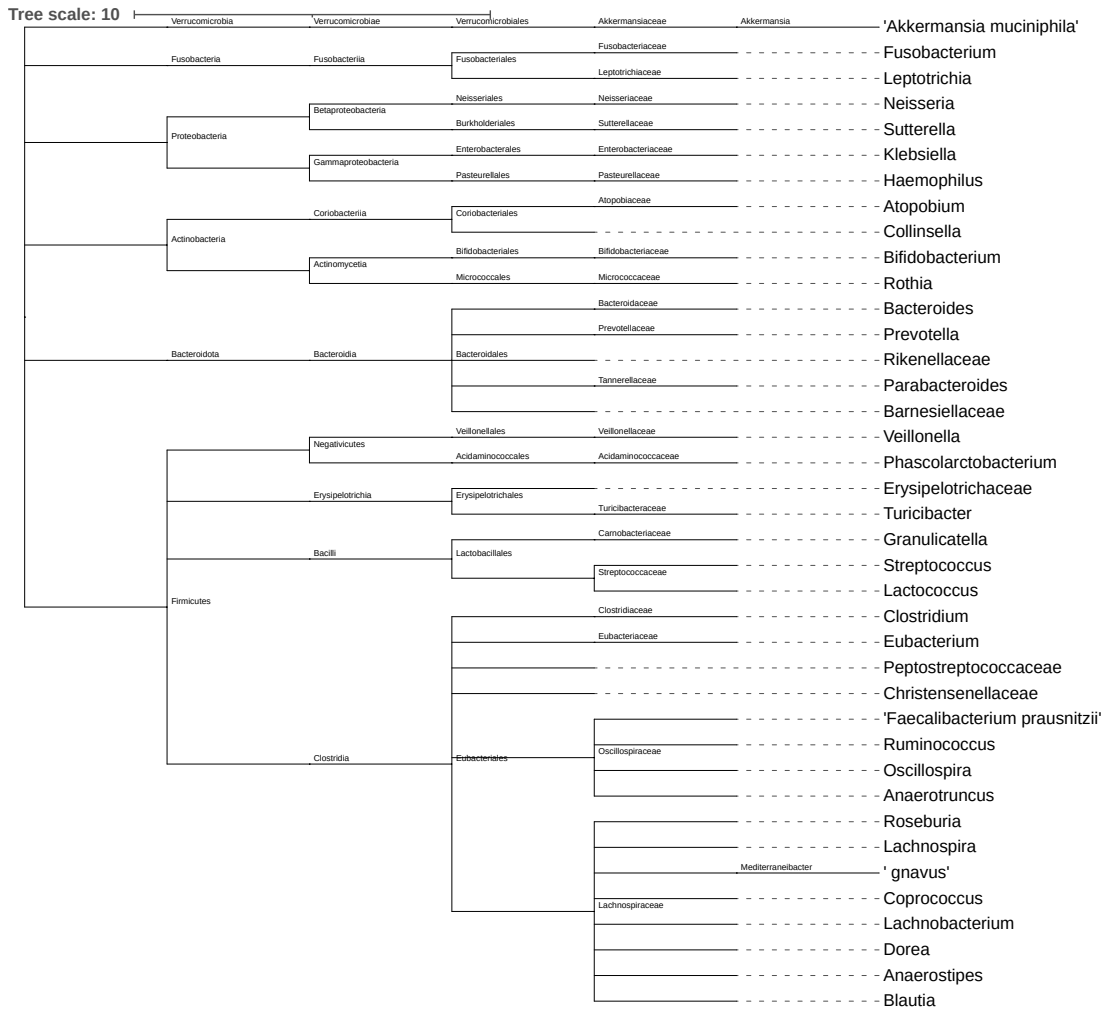 Tree scale: 10
Verrucomicrobia Verrucomicrobiae Verrucomicrobiales Akkermansiaceae Akkermansia 'Akkermansia muciniphila'
Fusobacteriaceae Fusobacterium
Fusobacteria Fusobacteriia Fusobacteriales
Leptotrichiaceae Leptotrichia
Neisseriales Neisseriaceae Neisseria
Betaproteobacteria
Burkholderiales Sutterellaceae Sutterella
Proteobacteria
Enterobacterales Enterobacteriaceae Klebsiella
Gammaproteobacteria
Pasteurellales Pasteurellaceae Haemophilus
Atopobiaceae Atopobium
Coriobacteriia Coriobacteriales
Collinsella
Actinobacteria
Bifidobacteriales Bifidobacteriaceae Bifidobacterium
Actinomycetia
Micrococcales Micrococcaceae Rothia
Bacteroidaceae Bacteroides
Prevotellaceae Prevotella
Bacteroidota Bacteroidia Bacteroidales Rikenellaceae
Tannerellaceae Parabacteroides
Barnesiellaceae
Veillonellales Veillonellaceae Veillonella
Negativicutes
Acidaminococcales Acidaminococcaceae Phascolarctobacterium
Erysipelotrichaceae
Erysipelotrichia Erysipelotrichales
Turicibacteraceae Turicibacter
Carnobacteriaceae Granulicatella
Bacilli Lactobacillales
Streptococcus
Streptococcaceae
Lactococcus
Firmicutes
Clostridiaceae Clostridium
Eubacteriaceae Eubacterium
Peptostreptococcaceae
Christensenellaceae
'Faecalibacterium prausnitzii'
Ruminococcus
Oscillospiraceae
Clostridia Eubacteriales
Oscillospira
Anaerotruncus
Roseburia
Lachnospira
Mediterraneibacter ' gnavus'
Coprococcus
Lachnospiraceae
Lachnobacterium
Dorea
Anaerostipes
Blautia